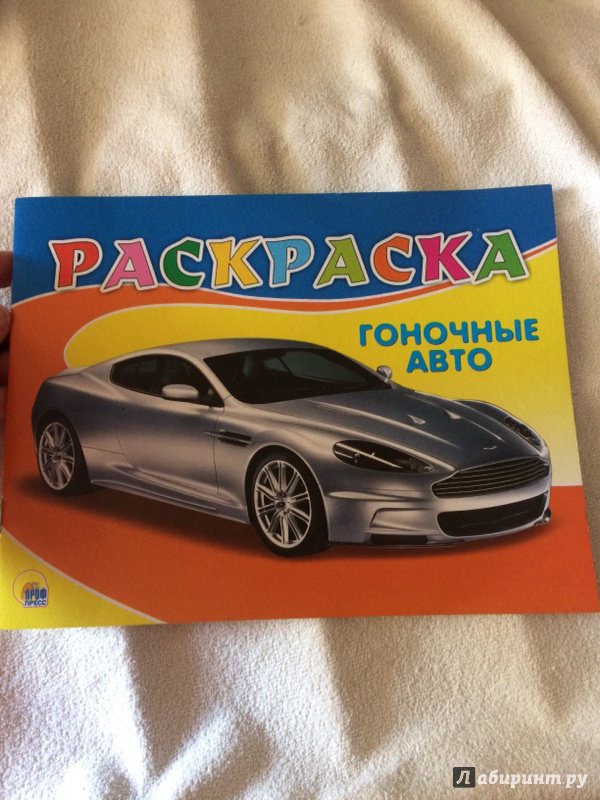 РАСКРАСКА
ГОНОЧНЫЕ
АВТО
ПРОФ
ПРЕСС
Лабиринт.ру